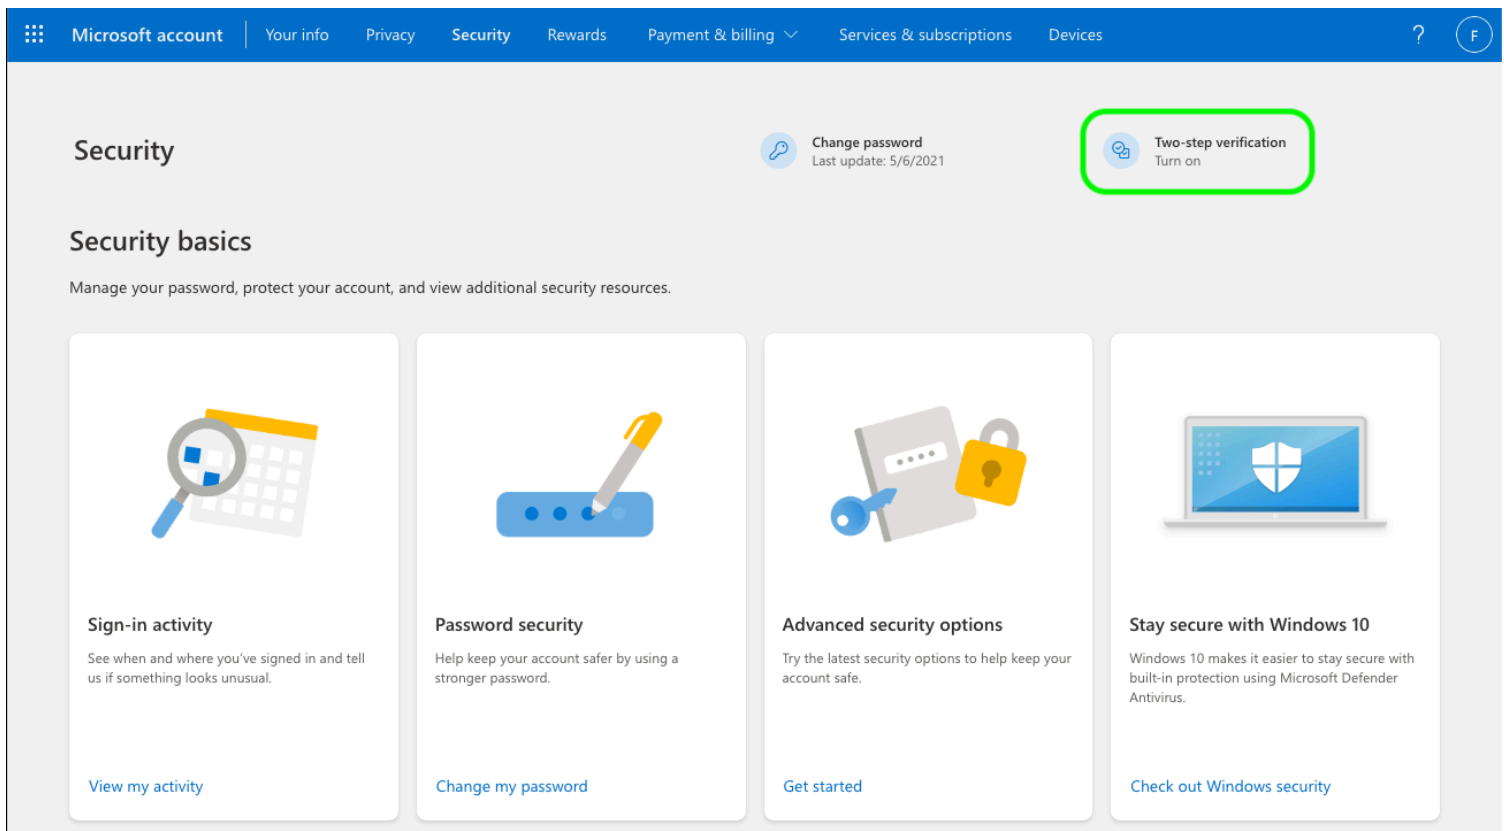 Microsoft account
Your info
Privacy
Security
Rewards
Payment & billing
Services & subscriptions
Devices
?
F
Security
Change password
Last update: 5/6/2021
Two-step verification
Turn on
Security basics
Manage your password, protect your account, and view additional security resources.
Sign-in activity
See when and where you've signed in and tell
us if something looks unusual.
View my activity
Password security
Help keep your account safer by using a
stronger password.
Change my password
Advanced security options
Try the latest security options to help keep your
account safe.
Get started
Stay secure with Windows 10
Windows 10 makes it easier to stay secure with
built-in protection using Microsoft Defender
Antivirus.
Check out Windows security